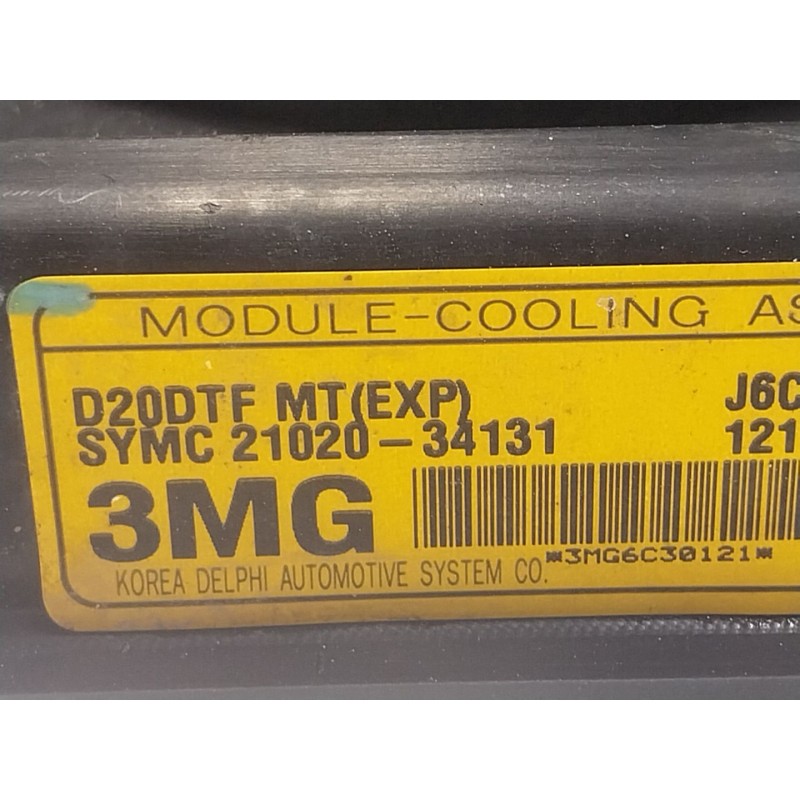 MODULE-COOLING AS
D20DTF MT(EXP) J6C
SYMC 21020-34131 121
3MG
*3MG6C30121*
KOREA DELPHI AUTOMOTIVE SYSTEM CO.